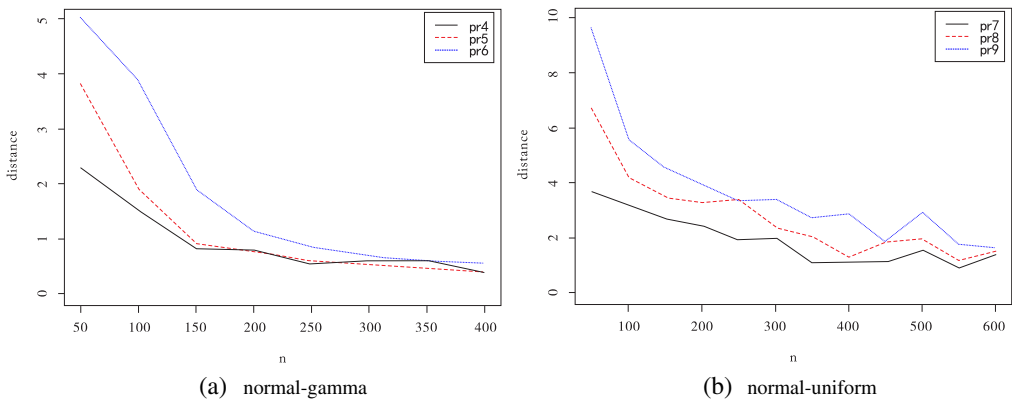 pr4
pr5
pr6
distance
5
4
3
2
1
0
50 100 150 200 250 300 350 400
n
(a) normal-gamma
pr7
pr8
pr9
distance
10
8
6
4
2
0
100 200 300 400 500 600
n
(b) normal-uniform